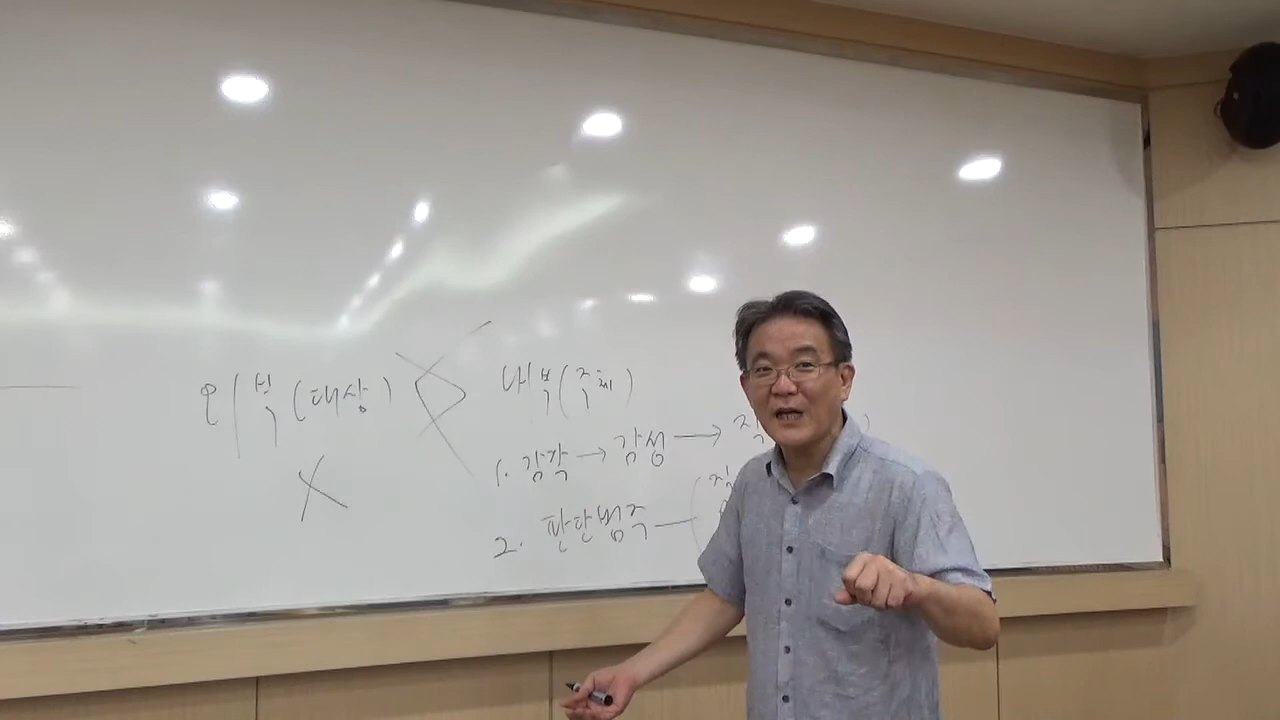 외부(대상) 내부(주체)
1. 감각 → 감성 →
2. 판단범주 —